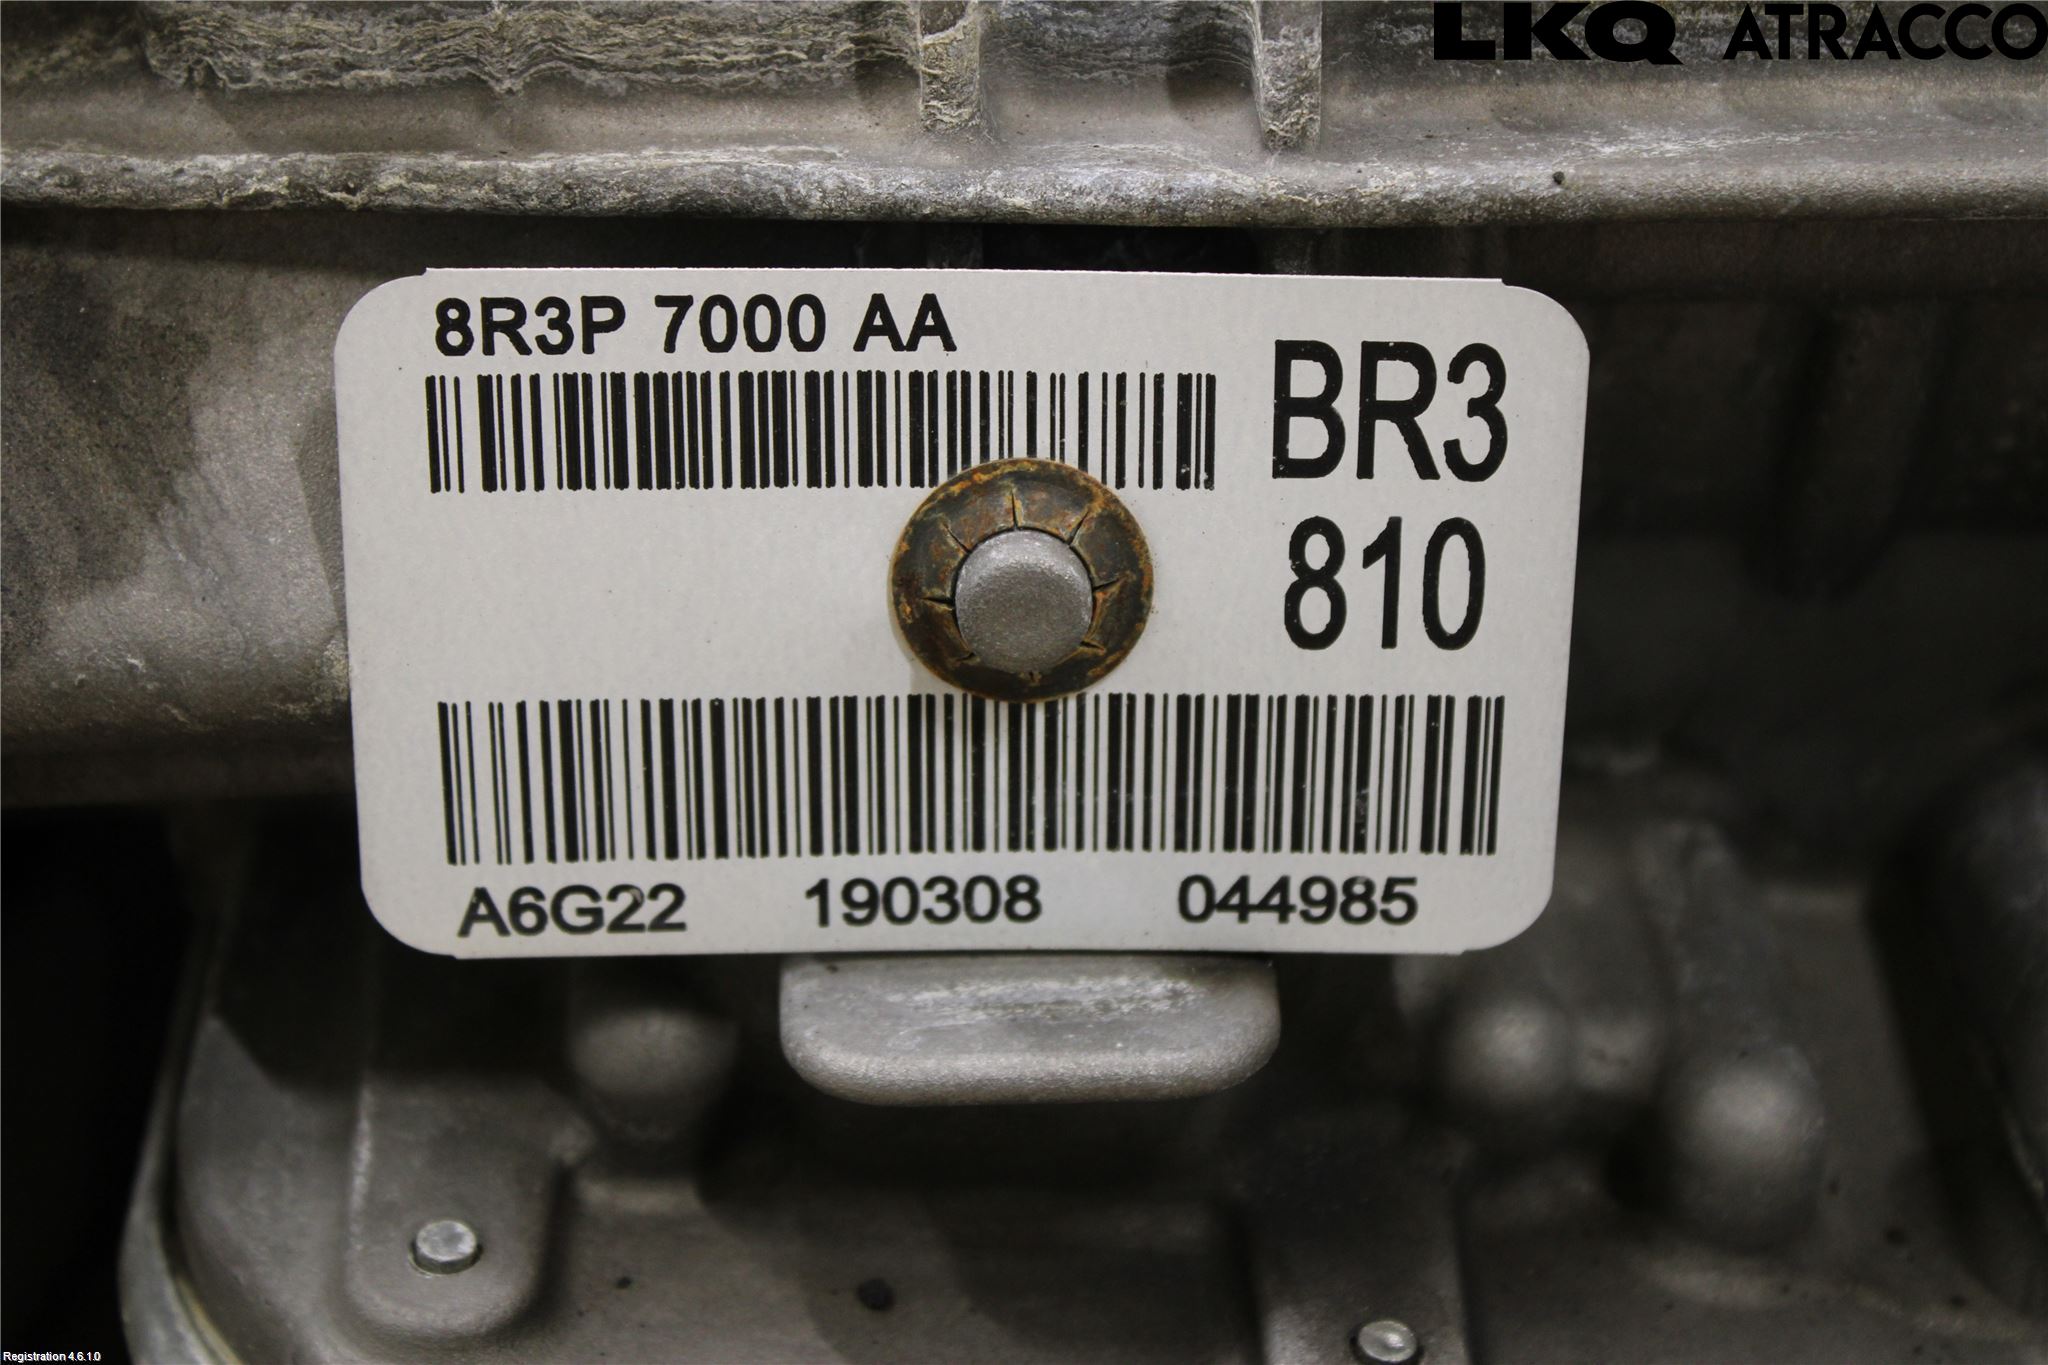 LKQ ATRACCO
8R3P 7000 AA
BR3
810
A6G22 190308 044985
Registration 4.6.1.0